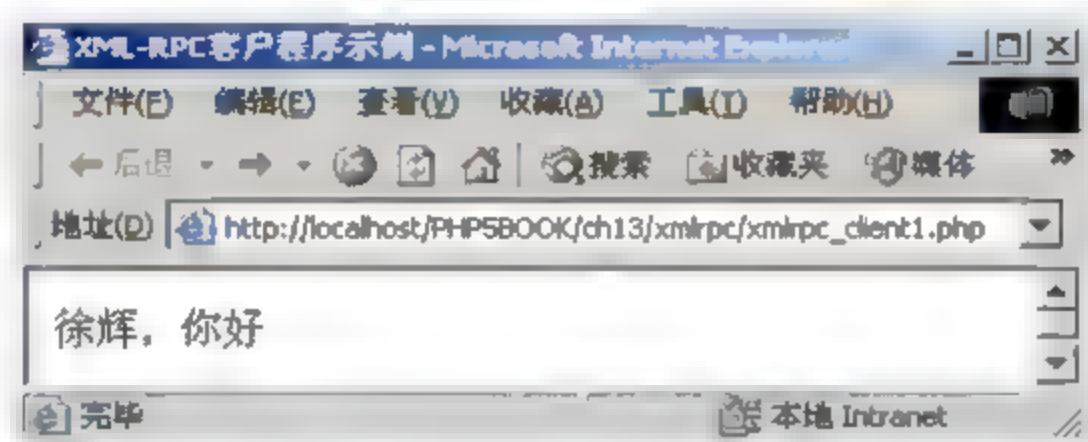 XML-RPC客户程序示例 - Microsoft Internet Explorer
文件(F) 编辑(E) 查看(V) 收藏(A) 工具(T) 帮助(H)
后退 搜索 收藏夹 媒体 »
地址(D) http://localhost/PHP5BOOK/ch13/xmlrpc/xmlrpc_client1.php
徐辉，你好
完毕 本地 Intranet